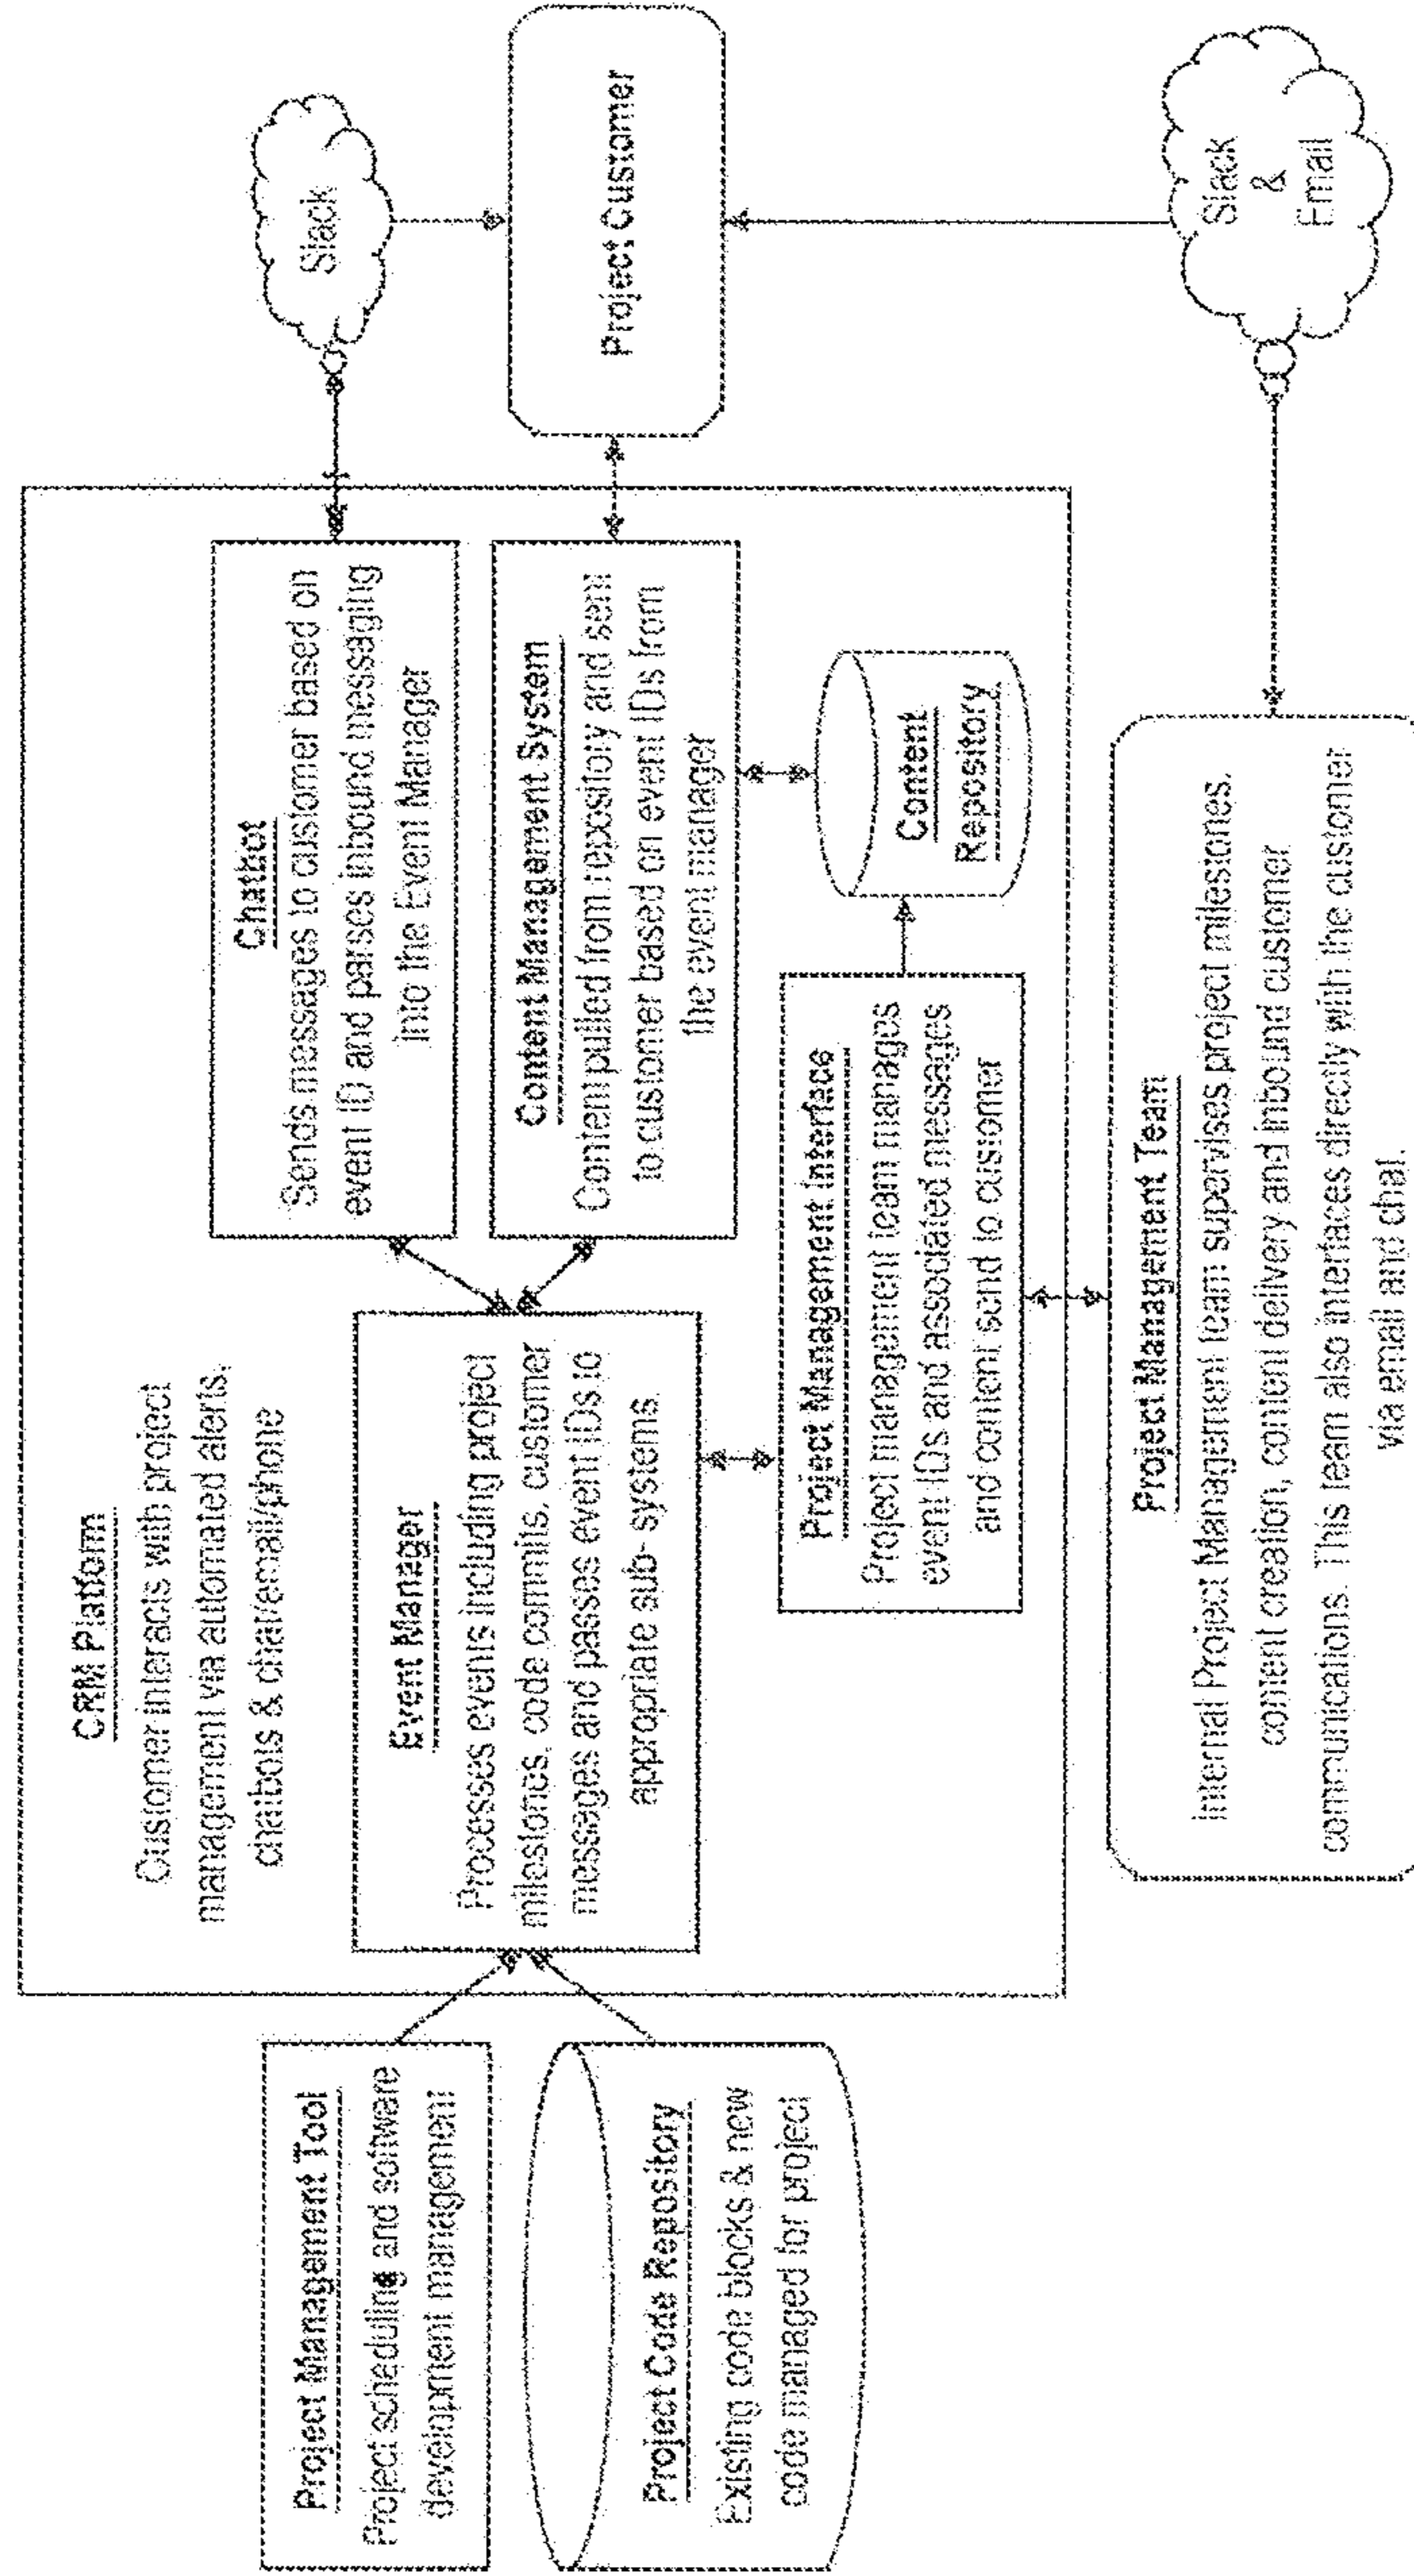 CRM Platform
Customer interacts with project
management via automated alerts,
chatbots & chat/email/phone
Project Management Tool
Project scheduling and software
development management
Project Code Repository
Existing code blocks & new
code managed for project
Event Manager
Processes events including project
milestones, code commits, customer
messages and passes event IDs to
appropriate sub-systems
Chatbot
Sends messages to customer based on
event ID and parses inbound messaging
into the Event Manager
Content Management System
Content pulled from repository and sent
to customer based on event IDs from
the event manager
Project Management Interface
Project management team manages
event IDs and associated messages
and content send to customer
Content
Repository
Slack
Project Customer
Slack
&
Email
Project Management Team
Internal Project Management team supervises project milesones,
content creation, content delivery and inbound customer
communications. This team also interfaces directly with the customer
via email and chat.